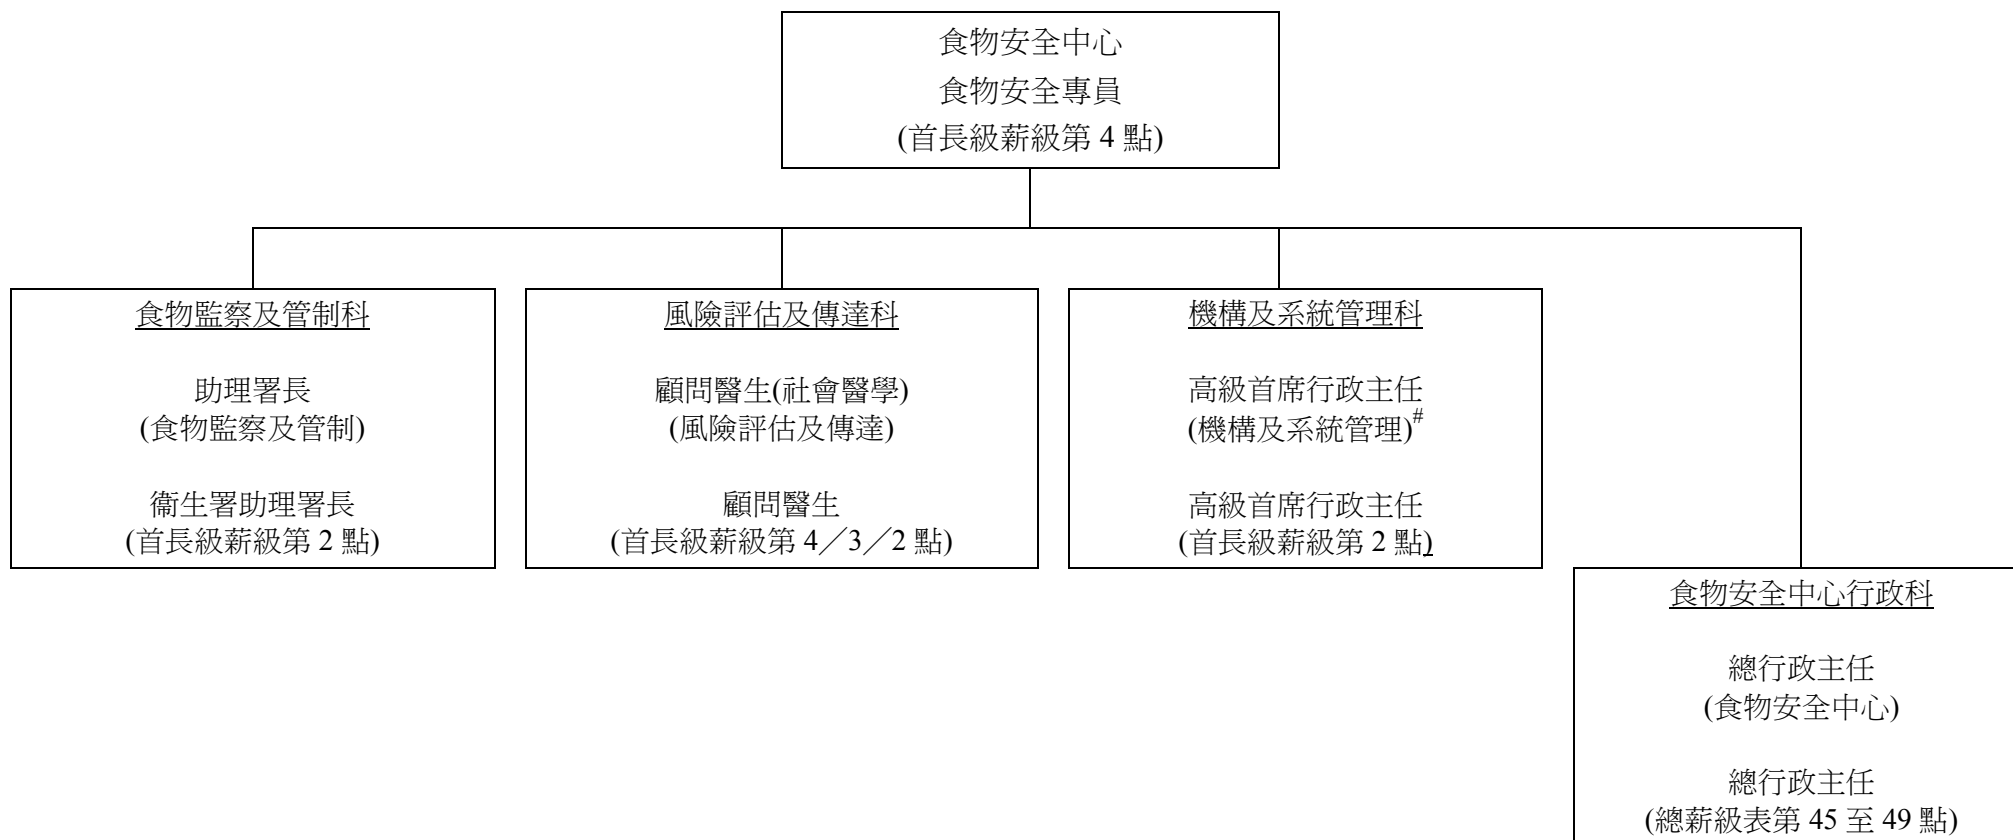 食物安全中心
食物安全專員
(首長級薪級第 4 點)
食物監察及管制科
助理署長
(食物監察及管制)
衞生署助理署長
(首長級薪級第 2 點)
風險評估及傳達科
顧問醫生(社會醫學)
(風險評估及傳達)
顧問醫生
(首長級薪級第 4／3／2 點)
機構及系統管理科
高級首席行政主任
(機構及系統管理)#
高級首席行政主任
(首長級薪級第 2 點)
食物安全中心行政科
總行政主任
(食物安全中心)
總行政主任
(總薪級表第 45 至 49 點)